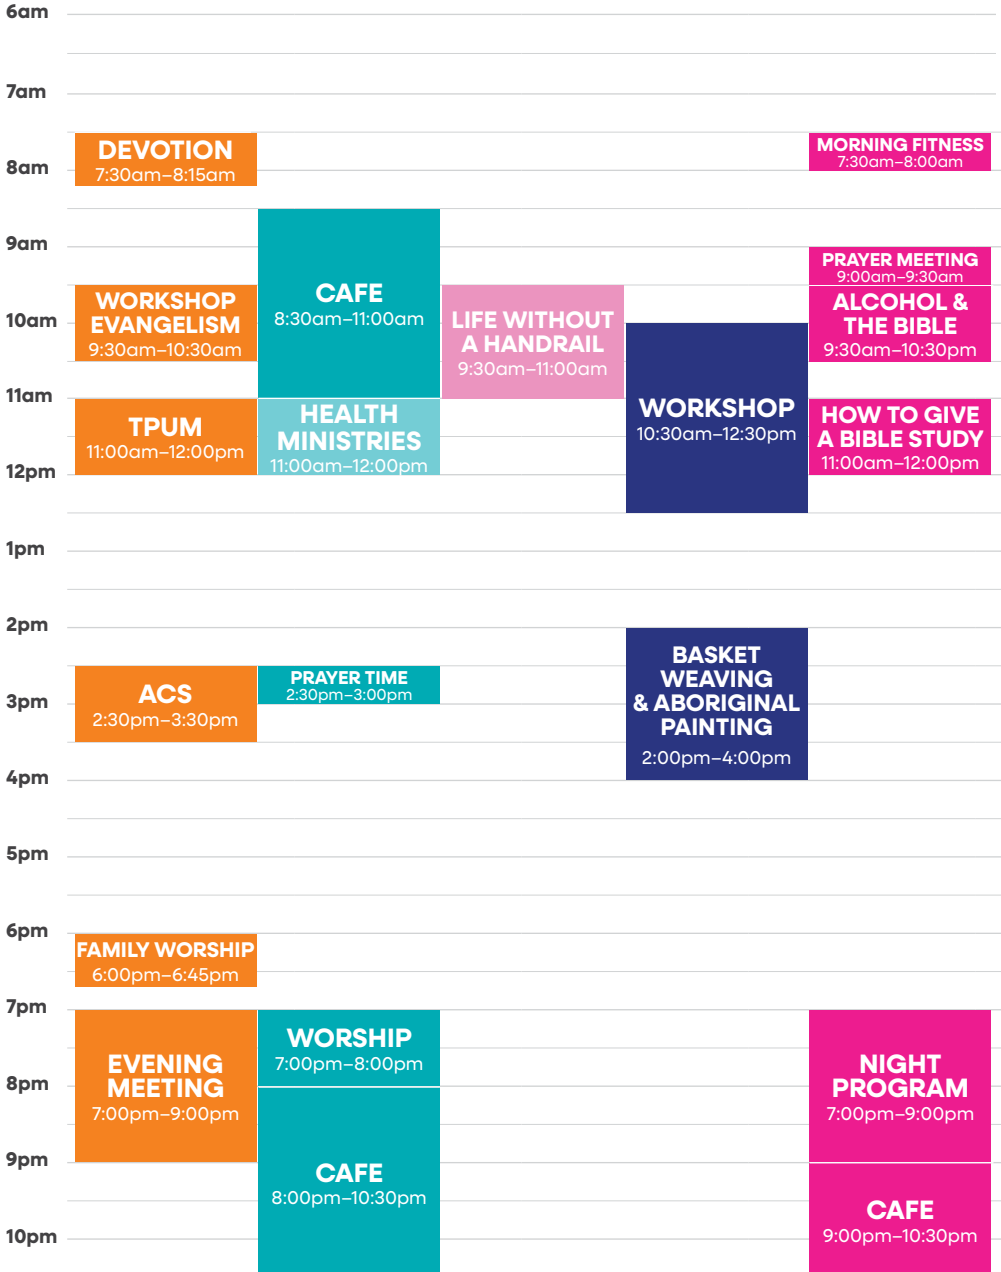 6am
7am
8am
9am
10am
11am
12pm
1pm
2pm
3pm
4pm
5pm
6pm
7pm
8pm
9pm
10pm
DEVOTION
7:30am–8:15am
WORKSHOP
EVANGELISM
9:30am–10:30am
TPUM
11:00am–12:00pm
ACS
2:30pm–3:30pm
FAMILY WORSHIP
6:00pm–6:45pm
EVENING
MEETING
7:00pm–9:00pm
CAFE
8:30am–11:00am
HEALTH
MINISTRIES
11:00am–12:00pm
PRAYER TIME
2:30pm–3:00pm
WORSHIP
7:00pm–8:00pm
CAFE
8:00pm–10:30pm
LIFE WITHOUT
A HANDRAIL
9:30am–11:00am
WORKSHOP
10:30am–12:30pm
BASKET
WEAVING
& ABORIGINAL
PAINTING
2:00pm–4:00pm
MORNING FITNESS
7:30am–8:00am
PRAYER MEETING
9:00am–9:30am
ALCOHOL &
THE BIBLE
9:30am–10:30pm
HOW TO GIVE
A BIBLE STUDY
11:00am–12:00pm
NIGHT
PROGRAM
7:00pm–9:00pm
CAFE
9:00pm–10:30pm